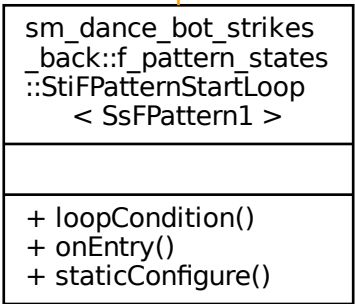 sm_dance_bot_strikes
_back::f_pattern_states
::StiFPatternStartLoop
< SsFPattern1 >
+ loopCondition()
+ onEntry()
+ staticConfigure()